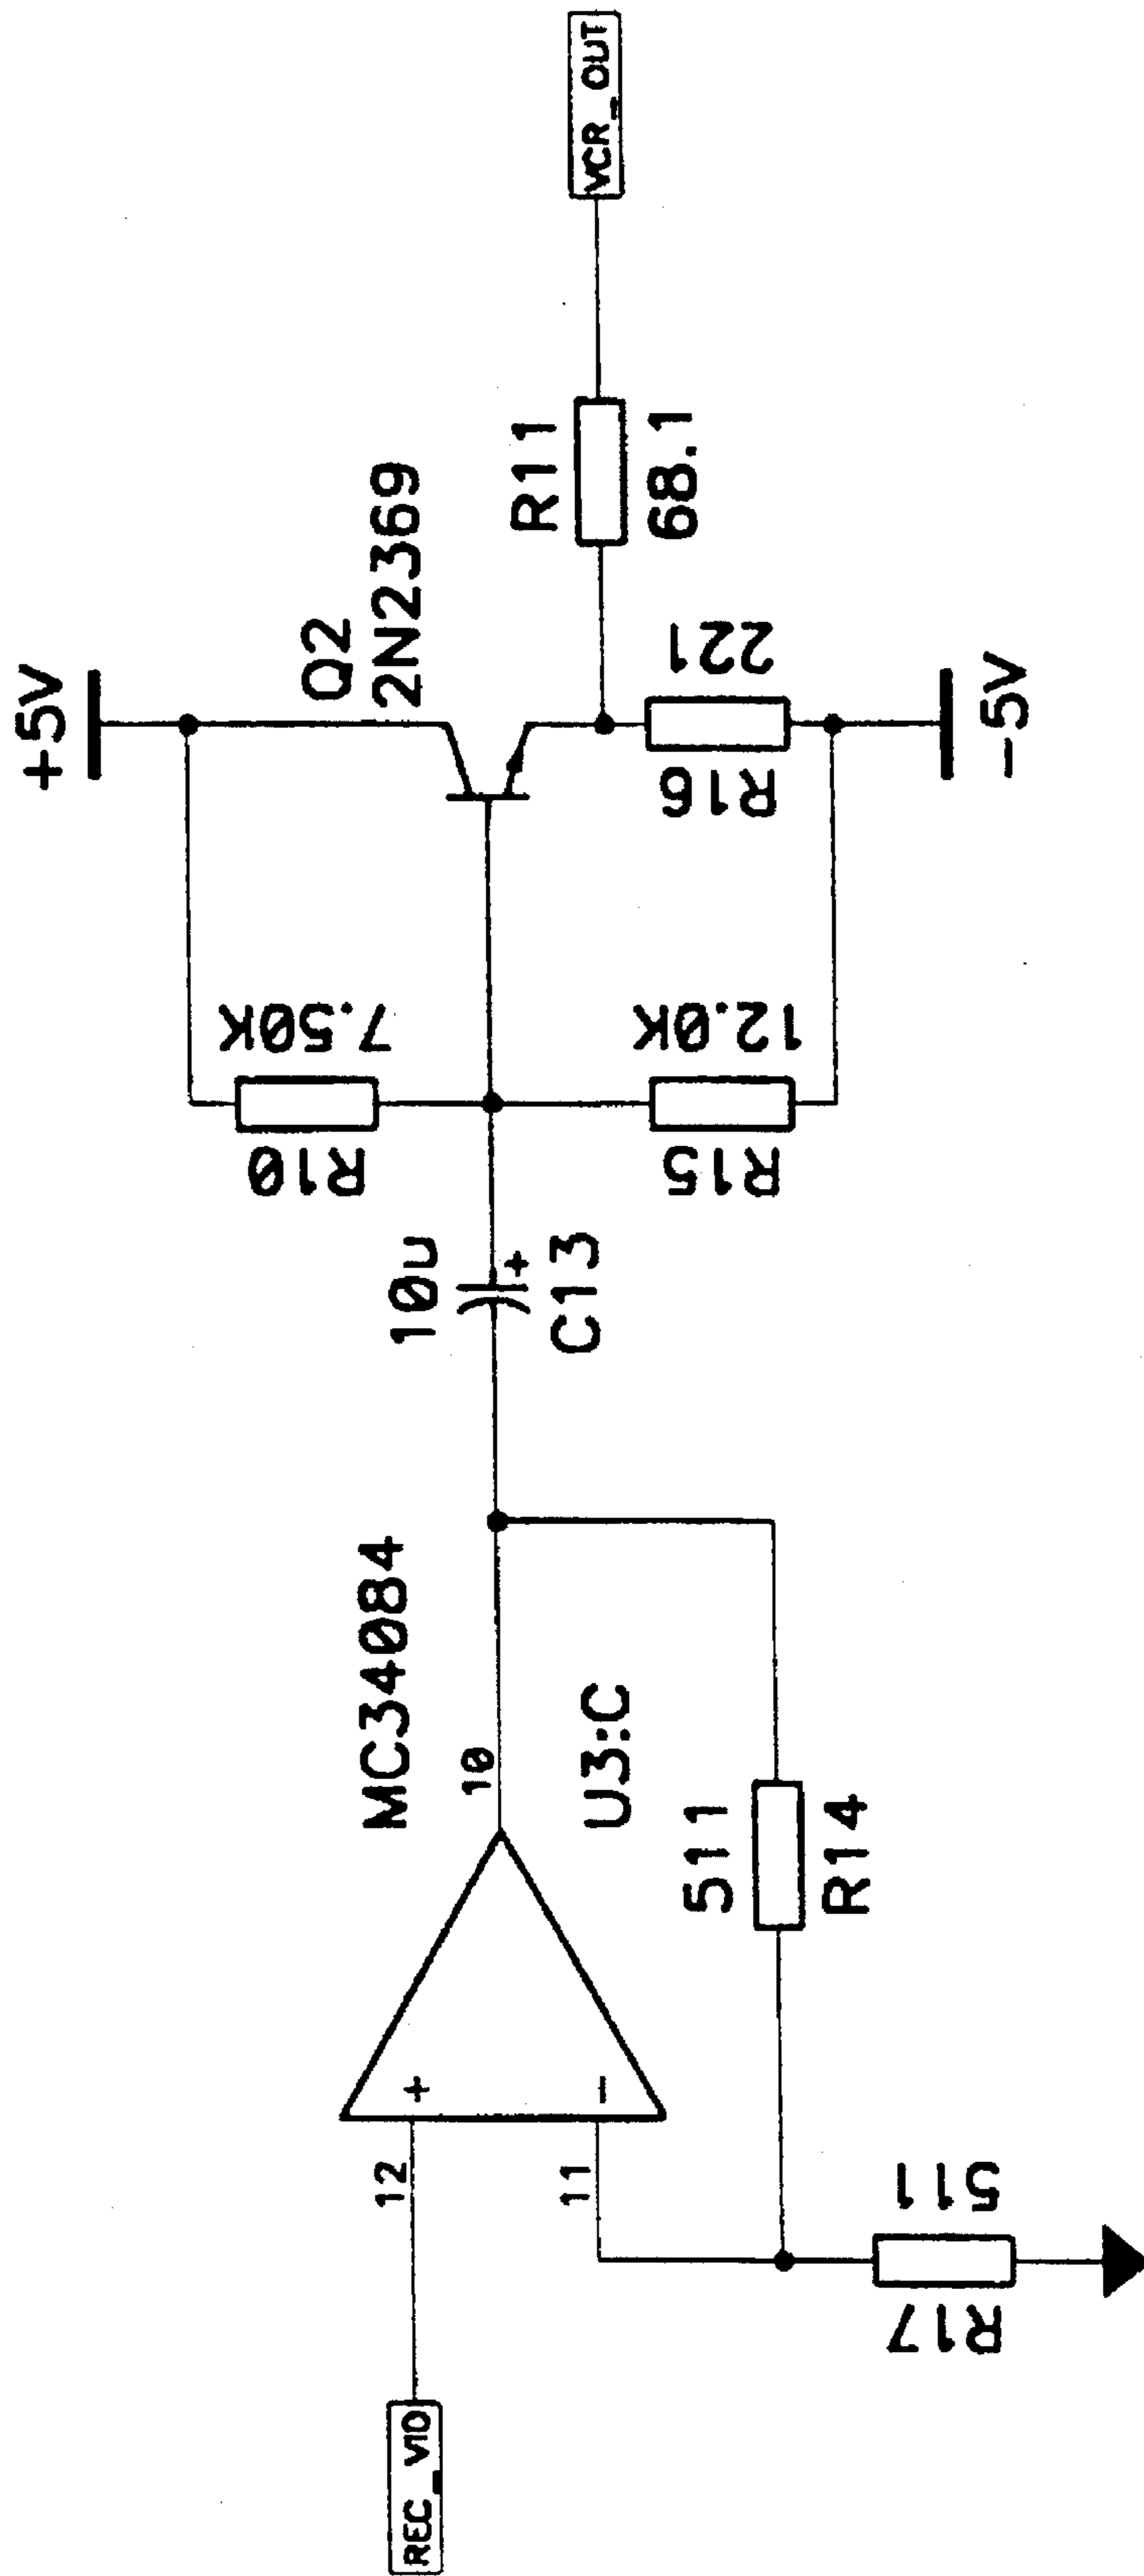 REC_VIO
12
11
+
-
MC34084
10
U3:C
511
R14
R17
511
10u
+
C13
R10
7.50K
R15
12.0K
+5V
Q2
2N2369
R16
221
-5V
R11
68.1
VCR_OUT